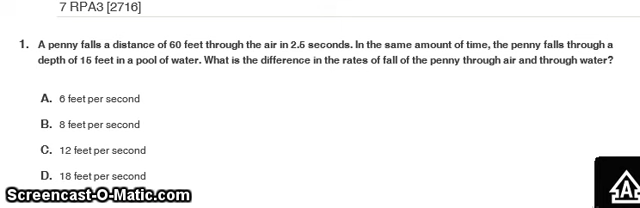 7 RPA3 [2716]
1. A penny falls a distance of 60 feet through the air in 2.5 seconds. In the same amount of time, the penny falls through a
depth of 15 feet in a pool of water. What is the difference in the rates of fall of the penny through air and through water?
A. 6 feet per second
B. 8 feet per second
C. 12 feet per second
D. 18 feet per second
Screencast-O-Matic.com
A